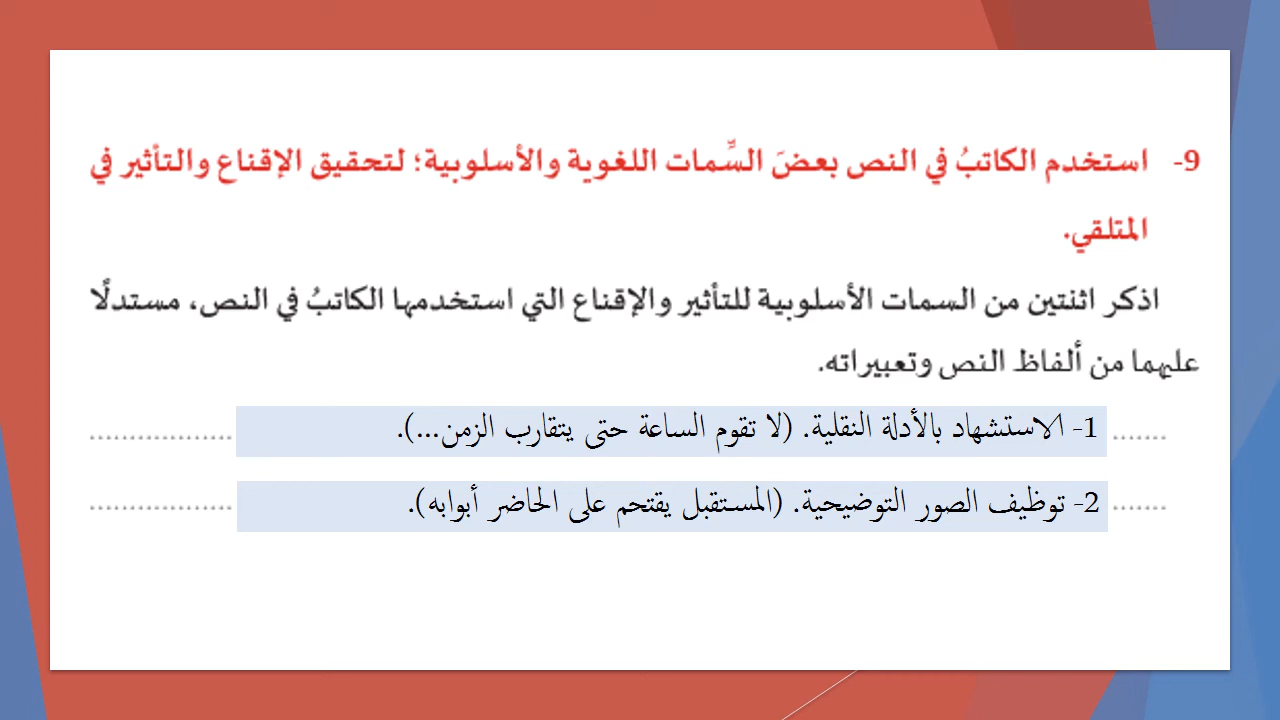 9- استخدم الكاتبُ في النص بعضَ السِّمات اللغوية والأسلوبية؛ لتحقيق الإقناع والتأثير في
المتلقي.
اذكر اثنتين من السمات الأسلوبية للتأثير والإقناع التي استخدمها الكاتبُ في النص، مستدلًا
عليهما من ألفاظ النص وتعبيراته.
....... 1- الاستشهاد بالأدلة النقلية. (لا تقوم الساعة حتى يتقارب الزمن...). ..................
....... 2- توظيف الصور التوضيحية. (المستقبل يقتحم على الحاضر أبوابه). ..................